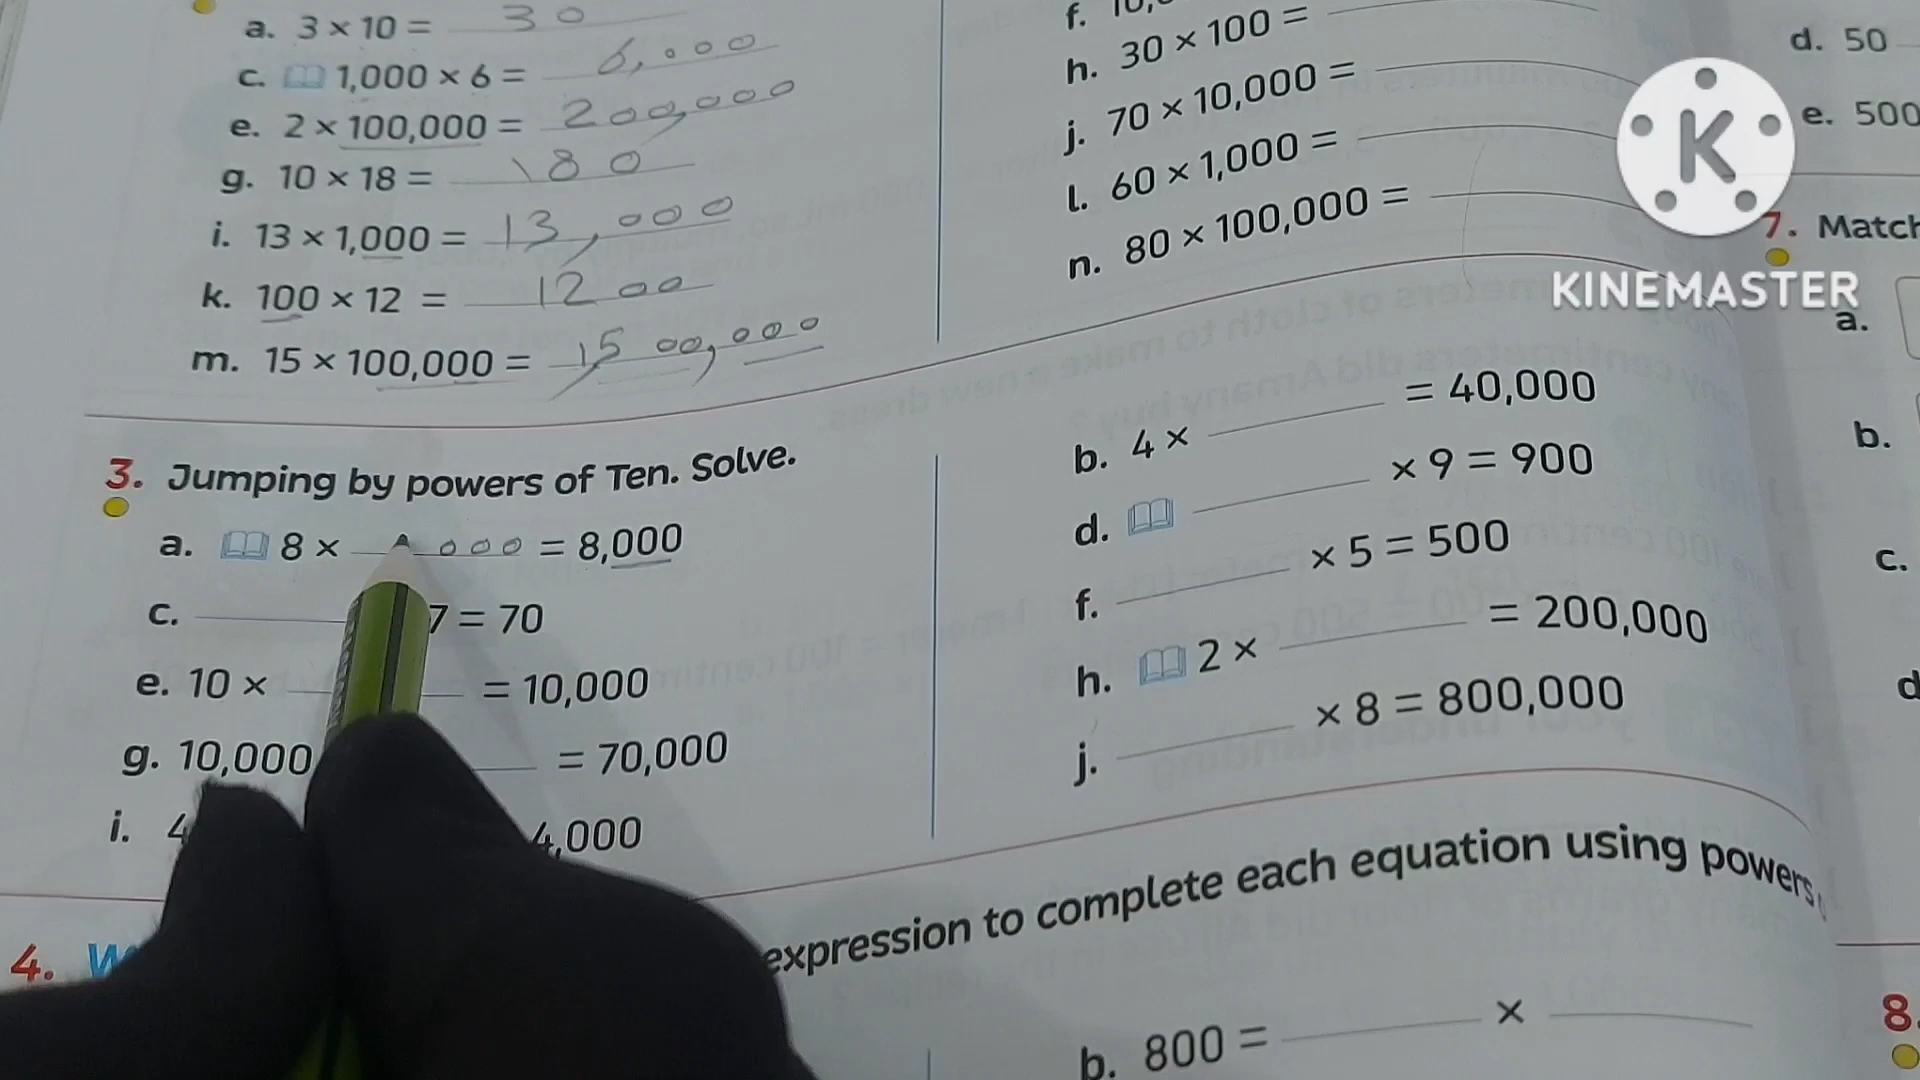 a. 3 × 10 = 30
c. 1,000 × 6 = 6,000
e. 2 × 100,000 = 200,000
g. 10 × 18 = 180
i. 13 × 1,000 = 13,000
k. 100 × 12 = 1200
m. 15 × 100,000 = 1,500,000
f.
h. 30 × 100 =
j. 70 × 10,000 =
l. 60 × 1,000 =
n. 80 × 100,000 =
3. Jumping by powers of Ten. Solve.
a. 8 × 000 = 8,000
c. 7 = 70
e. 10 × = 10,000
g. 10,000 = 70,000
i. 4 4,000
b. 4 × = 40,000
d. × 9 = 900
f. × 5 = 500
h. 2 × = 200,000
j. × 8 = 800,000
4. expression to complete each equation using powers
b. 800 = ×
d. 50
e. 500
7. Match
a.
b.
c.
d
8.
K
KINEMASTER